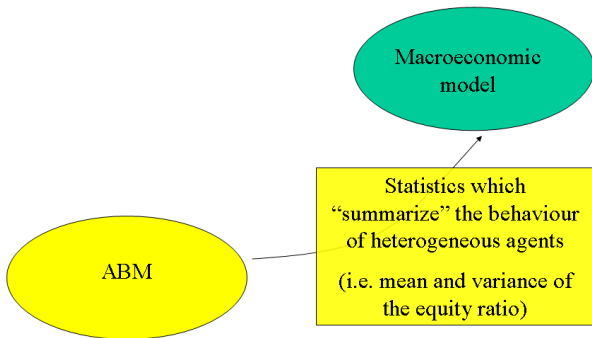 Macroeconomic
model
Statistics which
“summarize” the behaviour
of heterogeneous agents
(i.e. mean and variance of
the equity ratio)
ABM